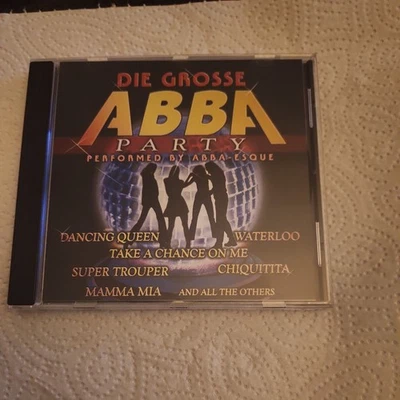 DIE GROSSE
ABBA
PARTY
PERFORMED BY ABBA-ESQUE
DANCING QUEEN WATERLOO
TAKE A CHANCE ON ME
SUPER TROUPER CHIQUITITA
MAMMA MIA AND ALL THE OTHERS